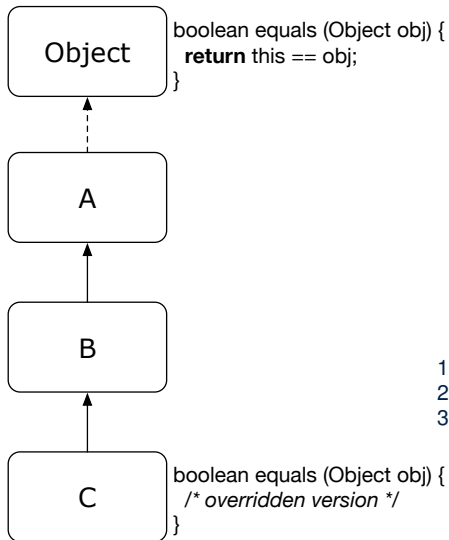 Object
boolean equals (Object obj) {
return this == obj;
}
A
B
1
2
3
C
boolean equals (Object obj) {
/* overridden version */
}